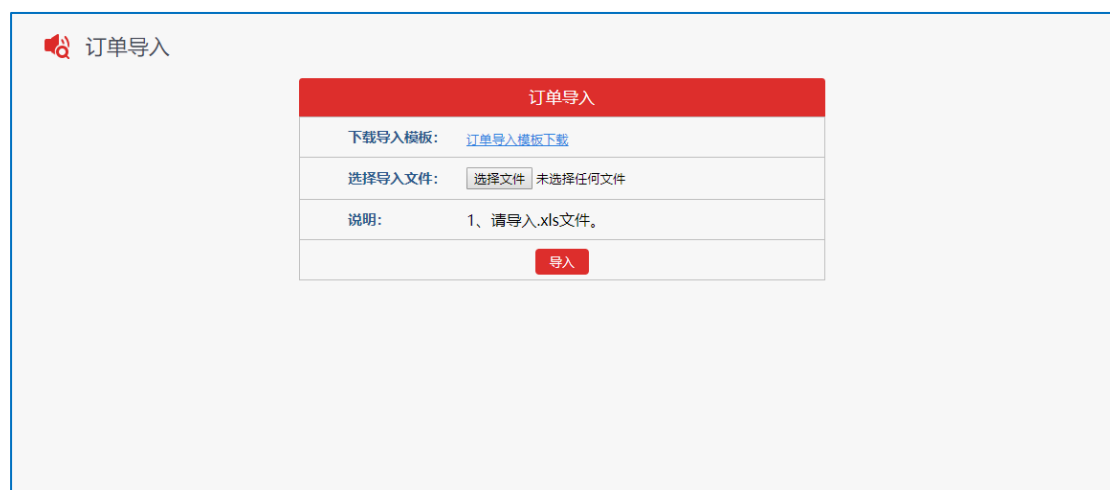 订单导入
订单导入
下载导入模板: 订单导入模板下载
选择导入文件: 选择文件 未选择任何文件
说明: 1、请导入.xls文件。
导入